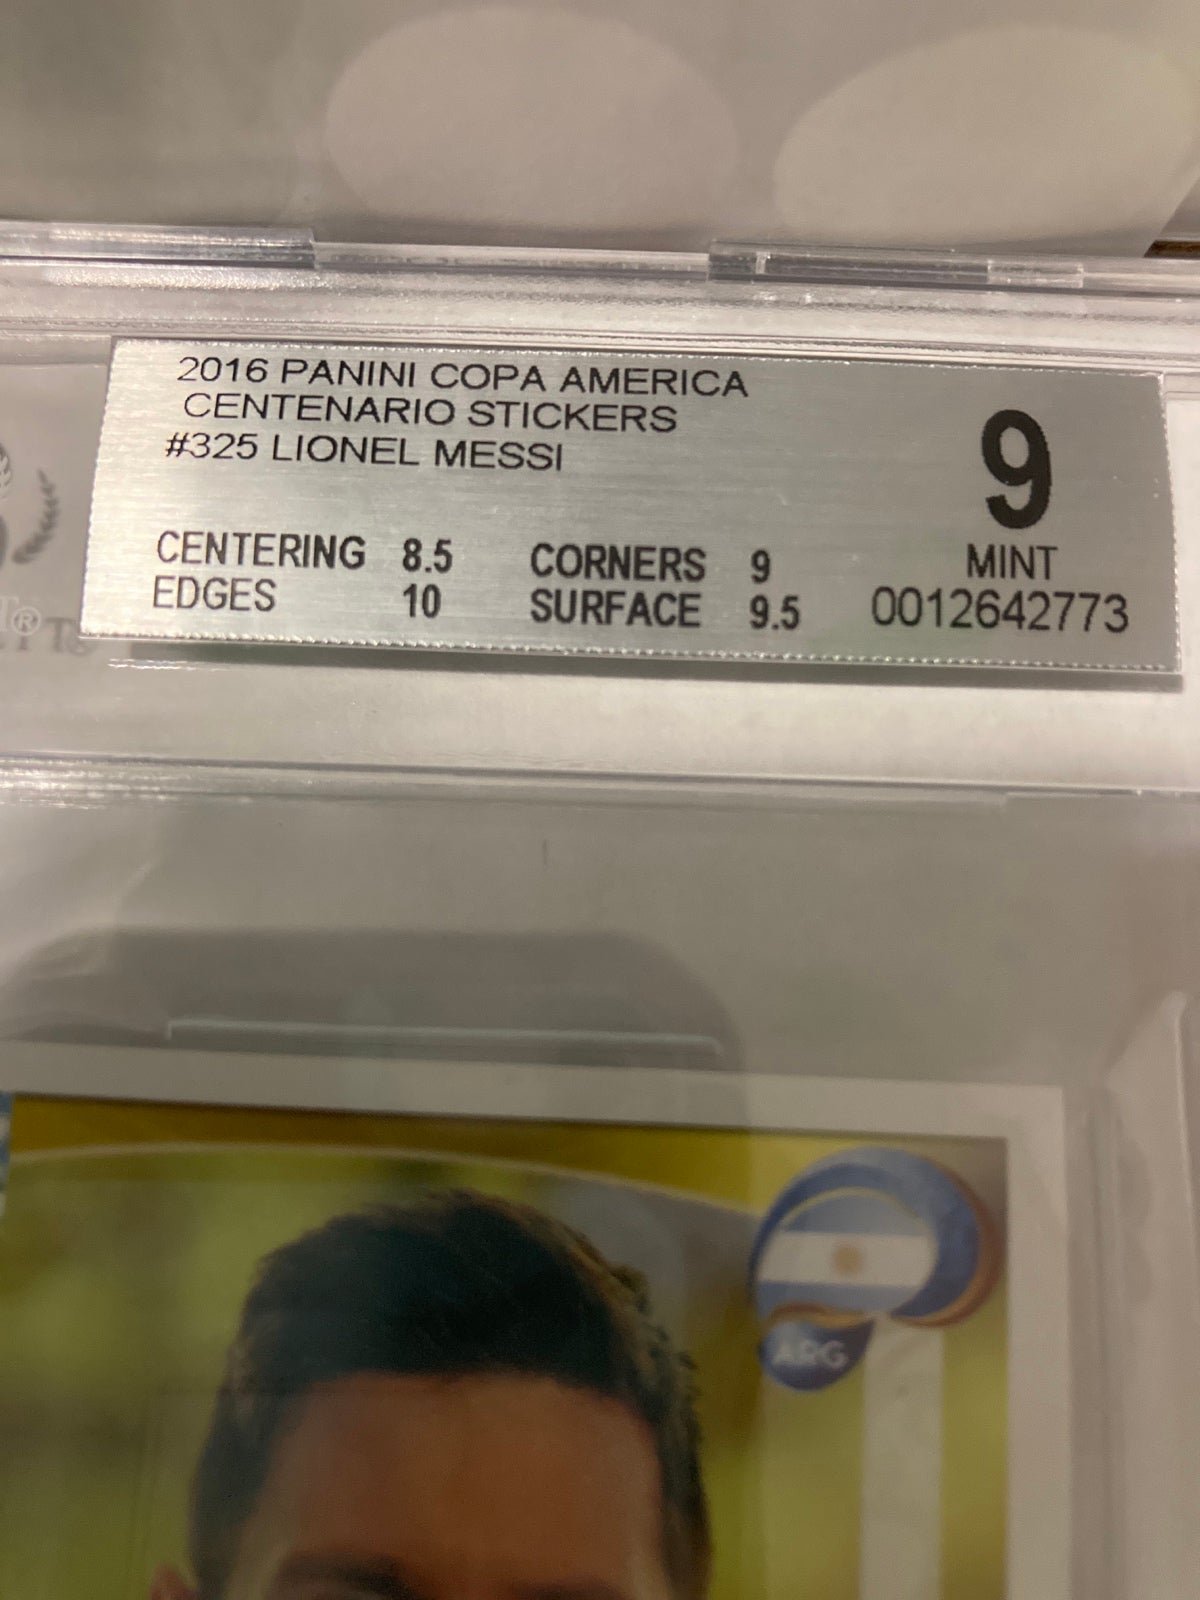 2016 PANINI COPA AMERICA
CENTENARIO STICKERS
#325 LIONEL MESSI
9
MINT
0012642773
CENTERING 8.5 CORNERS 9
EDGES 10 SURFACE 9.5
ARG